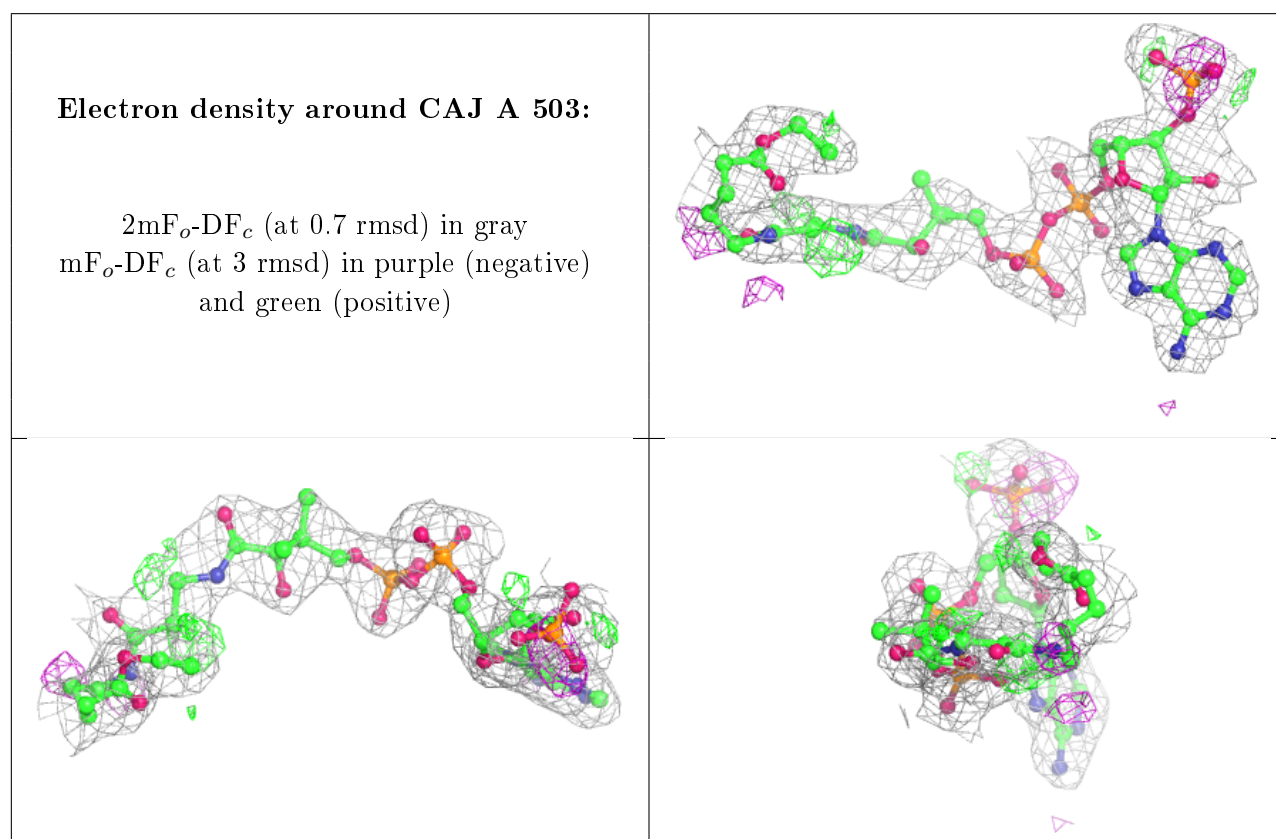 Electron density around CAJ A 503:
2mFo-DFc (at 0.7 rmsd) in gray
mFo-DFc (at 3 rmsd) in purple (negative)
and green (positive)